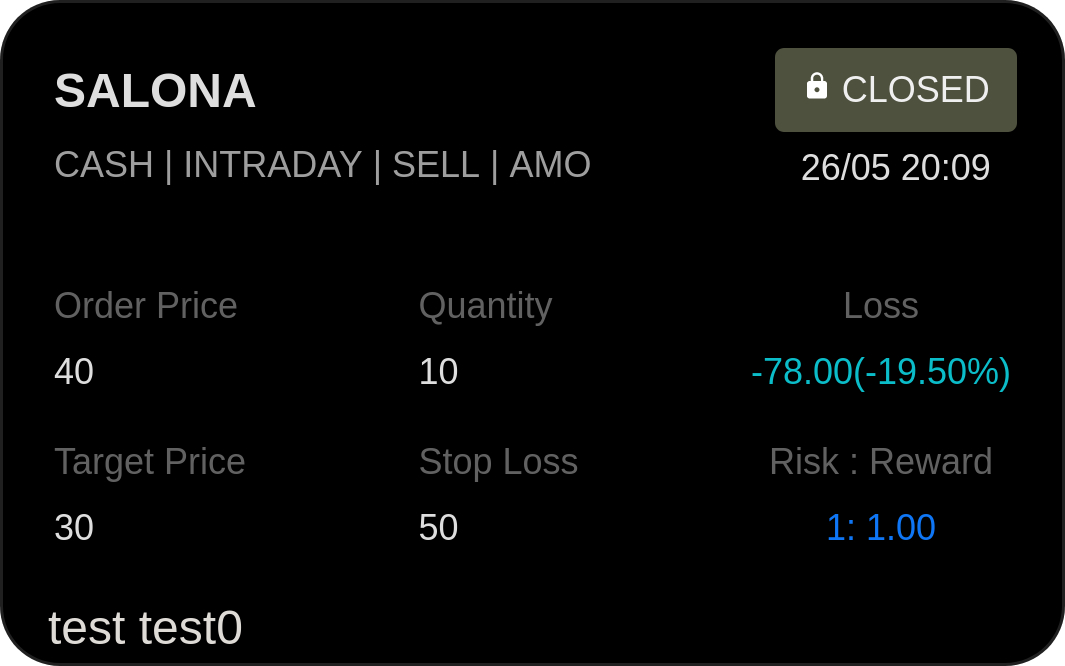 SALONA
CLOSED
CASH | INTRADAY | SELL | AMO
26/05 20:09
Order Price
Quantity
Loss
40
10
-78.00(-19.50%)
Target Price
Stop Loss
Risk : Reward
30
50
1: 1.00
test test0